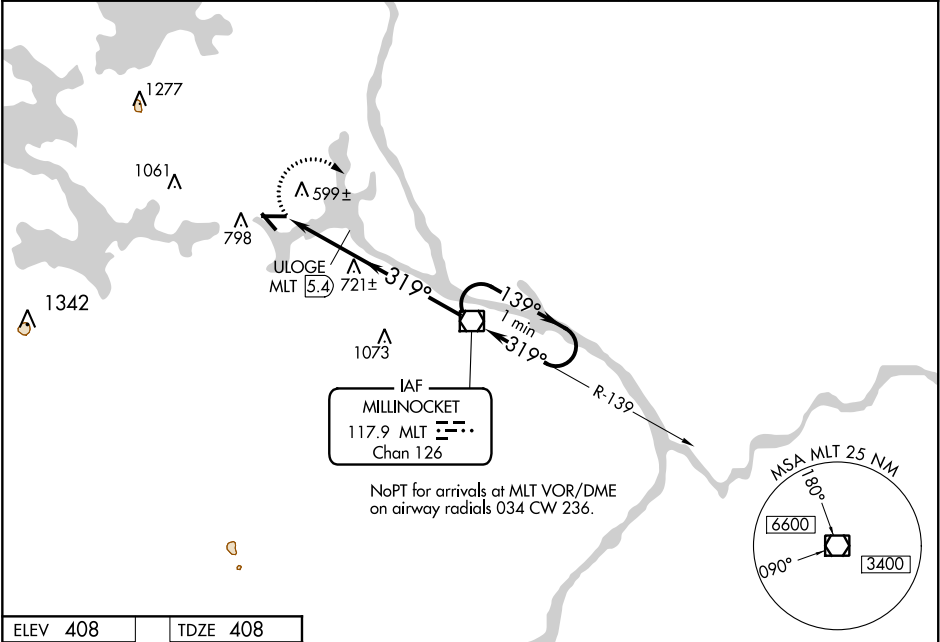 1277
1061
599±
798
ULOGE
MLT 5.4
721±
319°
1342
139°
1 min
319°
1073
R-139
IAF
MILLINOCKET
117.9 MLT
Chan 126
NoPT for arrivals at MLT VOR/DME
on airway radials 034 CW 236.
MSA MLT 25 NM
180°
6600
090°
3400
ELEV 408
TDZE 408